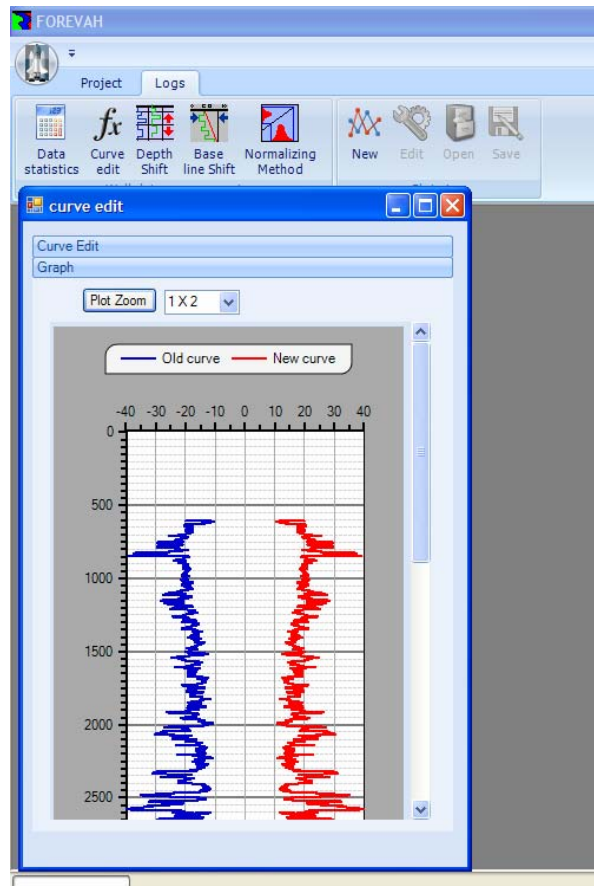 FOREVAH
Project Logs
Data statistics
Curve edit
Depth Shift
Base line Shift
Normalizing Method
New
Edit
Open
Save
curve edit
Curve Edit
Graph
Plot Zoom 1 X 2
Old curve New curve
-40 -30 -20 -10 0 10 20 30 40
0
500
1000
1500
2000
2500